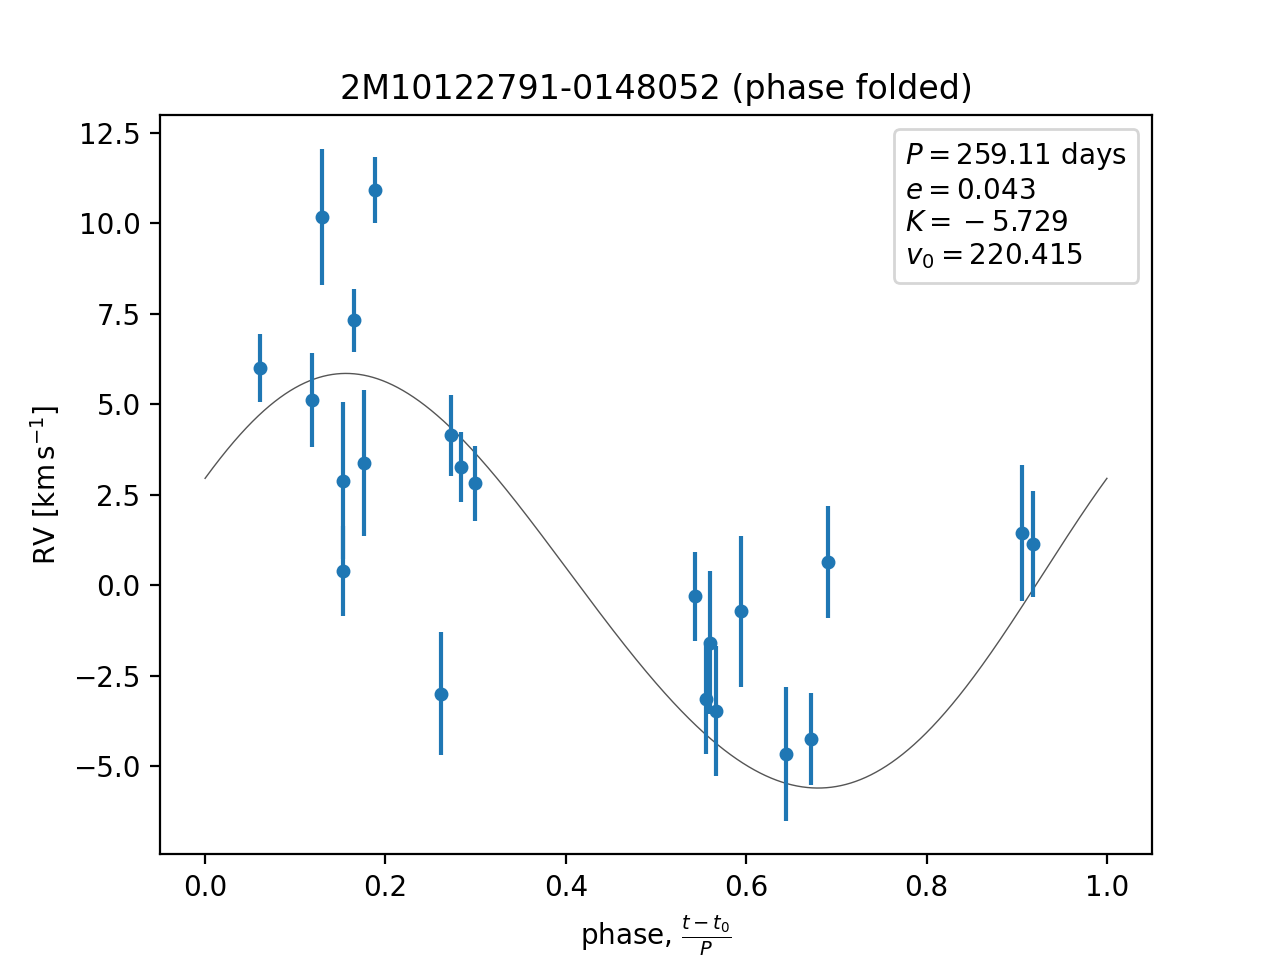 2M10122791-0148052 (phase folded)
P = 259.11 days
e = 0.043
K = −5.729
v₀ = 220.415
12.5
10.0
7.5
5.0
2.5
0.0
−2.5
−5.0
RV [km s⁻¹]
0.0 0.2 0.4 0.6 0.8 1.0
phase, (t − t₀)/P